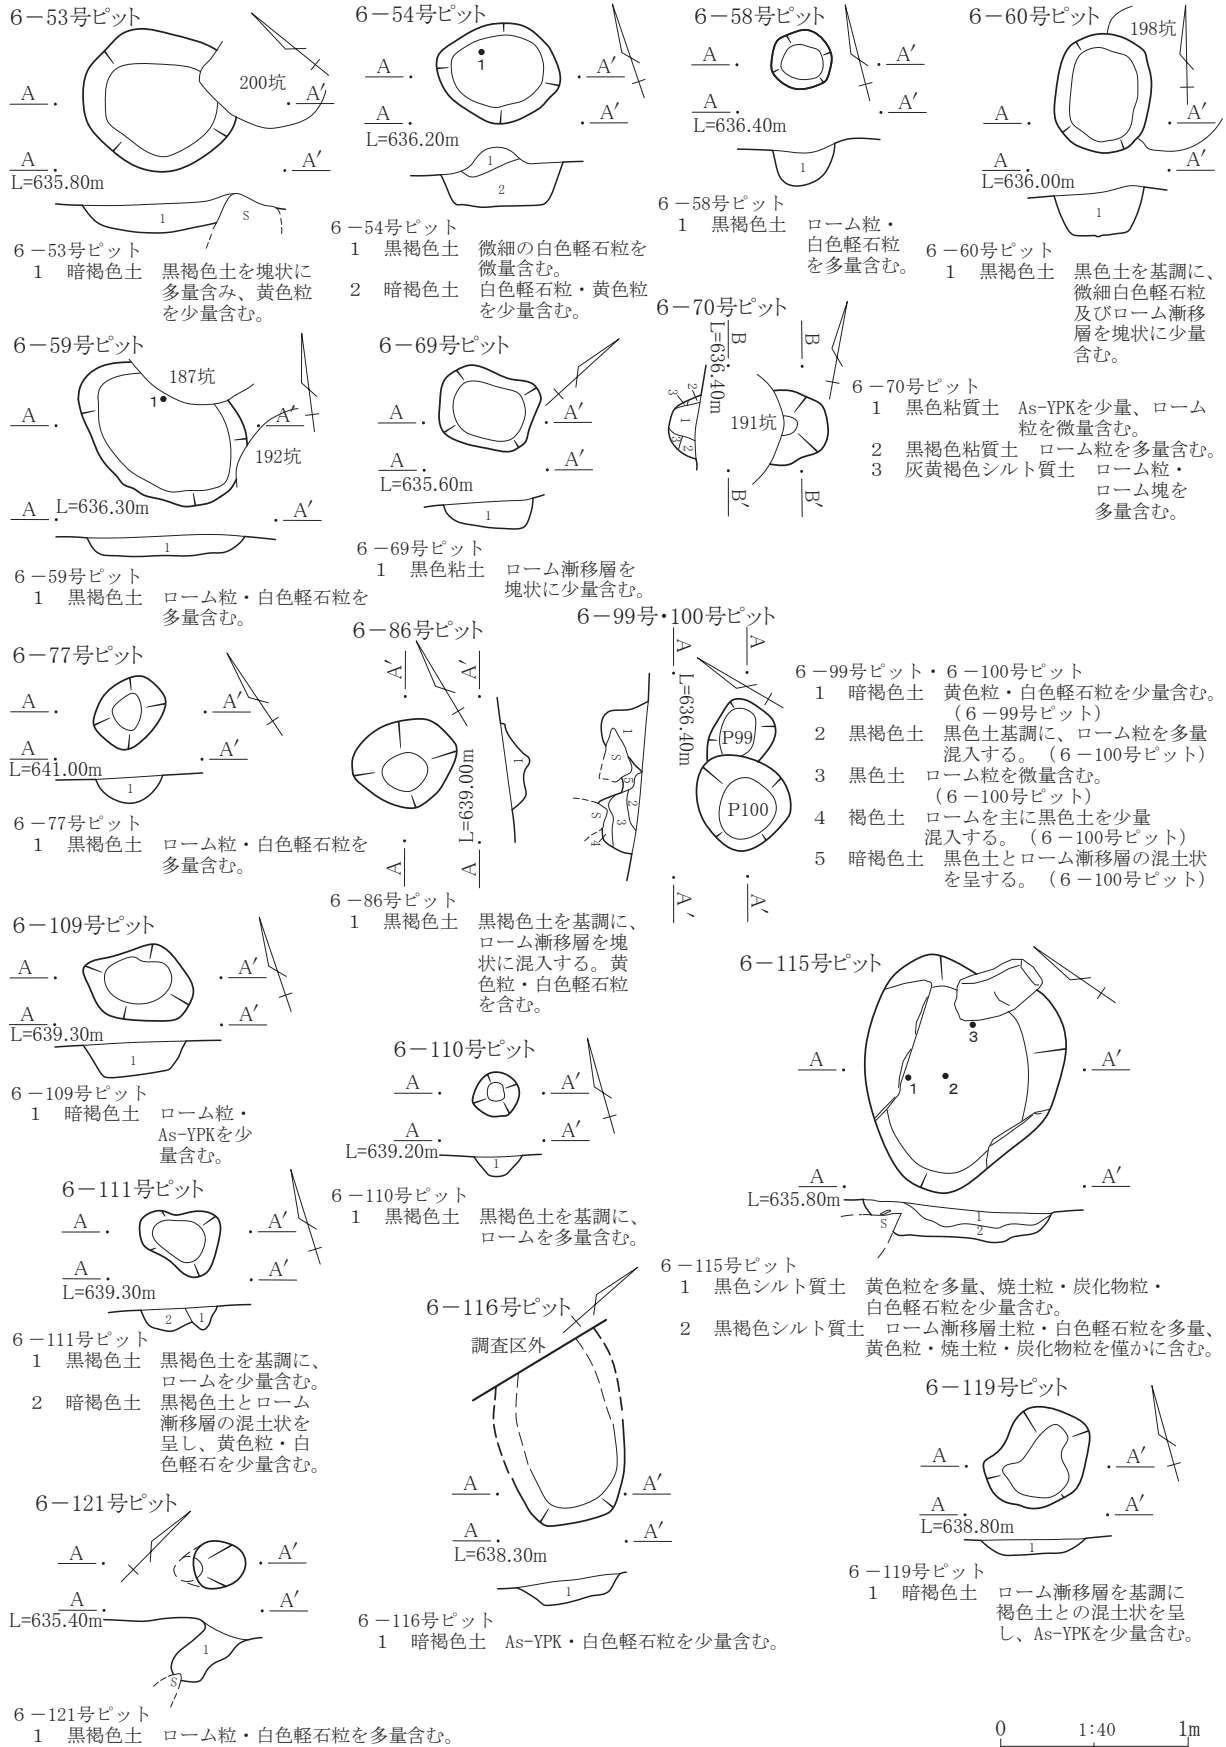 6－53号ピット
200坑
A A′
A A′
L=635.80m
1 S
6－53号ピット
1 暗褐色土 黒褐色土を塊状に
多量含み、黄色粒
を少量含む。
6－54号ピット
1
A A′
A A′
L=636.20m
1
2
6－54号ピット
1 黒褐色土 微細の白色軽石粒を
微量含む。
2 暗褐色土 白色軽石粒・黄色粒
を少量含む。
6－58号ピット
A A′
A A′
L=636.40m
1
6－58号ピット
1 黒褐色土 ローム粒・
白色軽石粒
を多量含む。
6－60号ピット
198坑
A A′
A A′
L=636.00m
1
6－60号ピット
1 黒褐色土 黒色土を基調に、
微細白色軽石粒
及びローム漸移
層を塊状に少量
含む。
6－59号ピット
187坑
1
A A′
192坑
A L=636.30m A′
1
6－59号ピット
1 黒褐色土 ローム粒・白色軽石粒を
多量含む。
6－69号ピット
A A′
A A′
L=635.60m
1
6－69号ピット
1 黒色粘土 ローム漸移層を
塊状に少量含む。
6－70号ピット
B B
L=636.40m
2
3
1
3 2
191坑
B′ B′
6－70号ピット
1 黒色粘質土 As-YPKを少量、ローム
粒を微量含む。
2 黒褐色粘質土 ローム粒を多量含む。
3 灰黄褐色シルト質土 ローム粒・
ローム塊を
多量含む。
6－77号ピット
A A′
A A′
L=641.00m
1
6－77号ピット
1 黒褐色土 ローム粒・白色軽石粒を
多量含む。
6－86号ピット
A′ A′
1
L=639.00m
A A
6－86号ピット
1 黒褐色土 黒褐色土を基調に、
ローム漸移層を塊
状に混入する。黄
色粒・白色軽石粒
を含む。
6－99号・100号ピット
A A
L=636.40m
1
S
5
2
3
S
4
P99
P100
A′ A′
6－99号ピット・6－100号ピット
1 暗褐色土 黄色粒・白色軽石粒を少量含む。
（6－99号ピット）
2 黒褐色土 黒色土基調に、ローム粒を多量
混入する。（6－100号ピット）
3 黒色土 ローム粒を微量含む。
（6－100号ピット）
4 褐色土 ロームを主に黒色土を少量
混入する。（6－100号ピット）
5 暗褐色土 黒色土とローム漸移層の混土状
を呈する。（6－100号ピット）
6－109号ピット
A A′
A A′
L=639.30m
1
6－109号ピット
1 暗褐色土 ローム粒・
As-YPKを少
量含む。
6－110号ピット
A A′
A A′
L=639.20m
1
6－110号ピット
1 黒褐色土 黒褐色土を基調に、
ロームを多量含む。
6－115号ピット
3
A A′
1 2
A A′
L=635.80m
S 1
2
6－115号ピット
1 黒色シルト質土 黄色粒を多量、焼土粒・炭化物粒・
白色軽石粒を少量含む。
2 黒褐色シルト質土 ローム漸移層土粒・白色軽石粒を多量、
黄色粒・焼土粒・炭化物粒を僅かに含む。
6－111号ピット
A A′
A A′
L=639.30m
2 1
6－111号ピット
1 黒褐色土 黒褐色土を基調に、
ロームを少量含む。
2 暗褐色土 黒褐色土とローム
漸移層の混土状を
呈し、黄色粒・白
色軽石を少量含む。
6－116号ピット
調査区外
A A′
A A′
L=638.30m
1
6－116号ピット
1 暗褐色土 As-YPK・白色軽石粒を少量含む。
6－119号ピット
A A′
A A′
L=638.80m
1
6－119号ピット
1 暗褐色土 ローム漸移層を基調に
褐色土との混土状を呈
し、As-YPKを少量含む。
6－121号ピット
A A′
A A′
L=635.40m
1
S
6－121号ピット
1 黒褐色土 ローム粒・白色軽石粒を多量含む。
0 1:40 1m